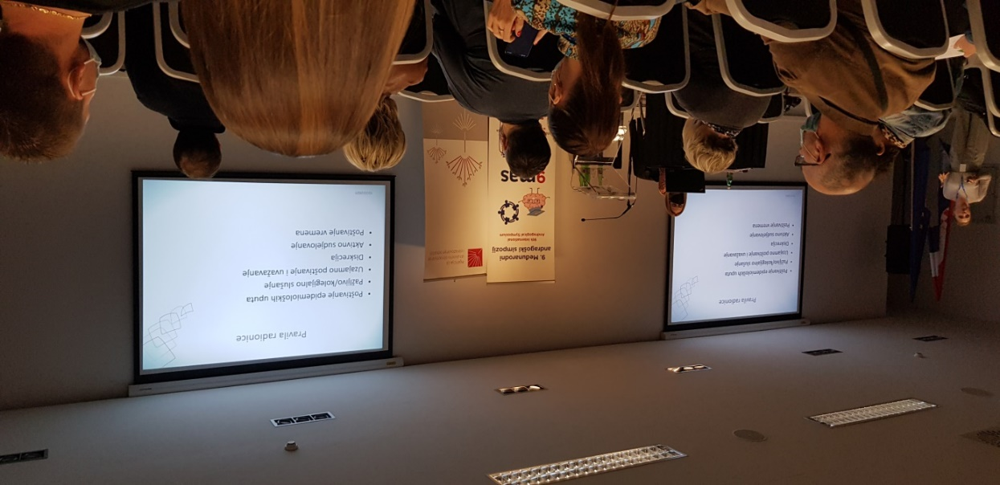 Pravila radionice
• Poštivanje epidemioloških uputa
• Pažljivo/kolegijalno slušanje
• Uzajamno poštivanje i uvažavanje
• Diskrecija
• Aktivno sudjelovanje
• Poštivanje vremena
9. Međunarodni
andragoški simpozij
9th International
Andragogical Symposium
Pravila radionice
• Poštivanje epidemioloških uputa
• Pažljivo/kolegijalno slušanje
• Uzajamno poštivanje i uvažavanje
• Diskrecija
• Aktivno sudjelovanje
• Poštivanje vremena